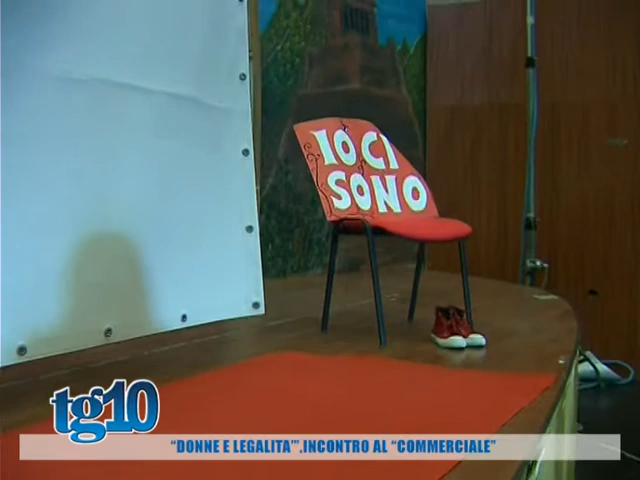 IO CI
SONO
tg10
“DONNE E LEGALITA’”.INCONTRO AL “COMMERCIALE”